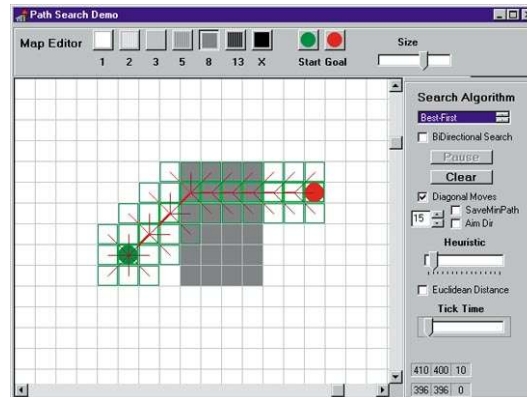 Path Search Demo
Map Editor
1 2 3 5 8 13 X Start Goal
Size
Search Algorithm
Best-First
BiDirectional Search
Pause
Clear
Diagonal Moves
SaveMinPath
15
Aim Dir
Heuristic
Euclidean Distance
Tick Time
410 400 10
396 396 0